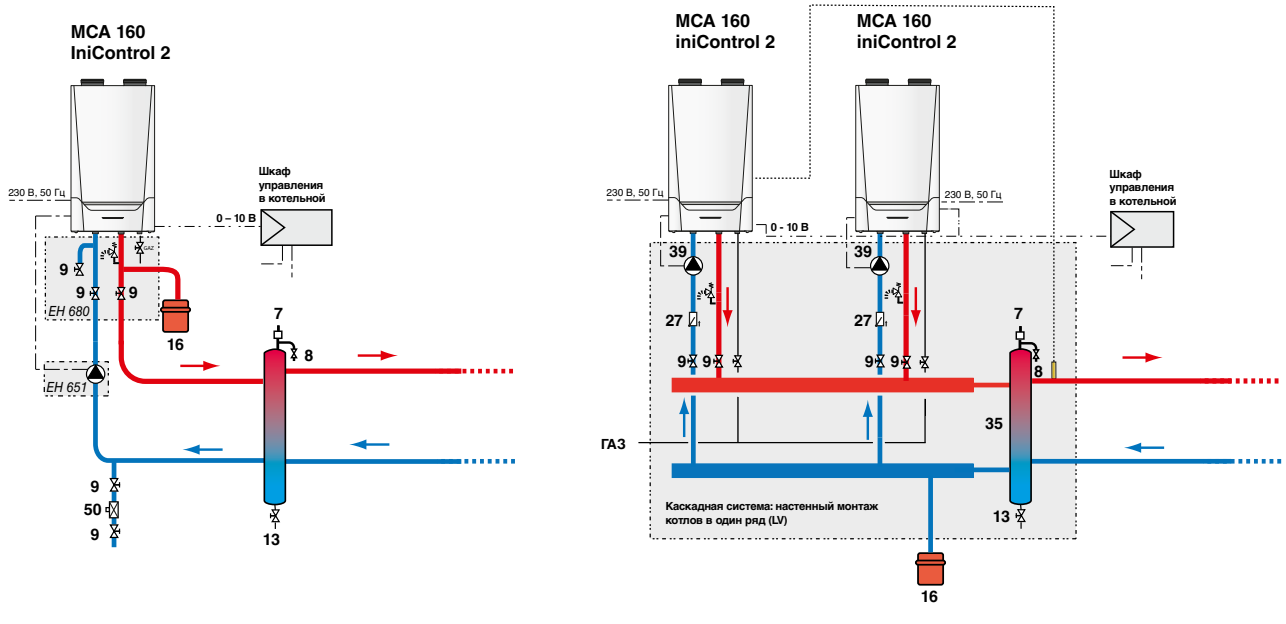 MCA 160
IniControl 2
230 В, 50 Гц
Шкаф
управления
в котельной
0 – 10 В
GAZ
9
9
9
EH 680
16
7
8
EH 651
9
50
9
13
MCA 160
iniControl 2
MCA 160
iniControl 2
230 В, 50 Гц
230 В, 50 Гц
Шкаф
управления
в котельной
0 - 10 В
39
39
27
27
7
9
9
9
9
8
35
ГАЗ
Каскадная система: настенный монтаж
котлов в один ряд (LV)
13
16